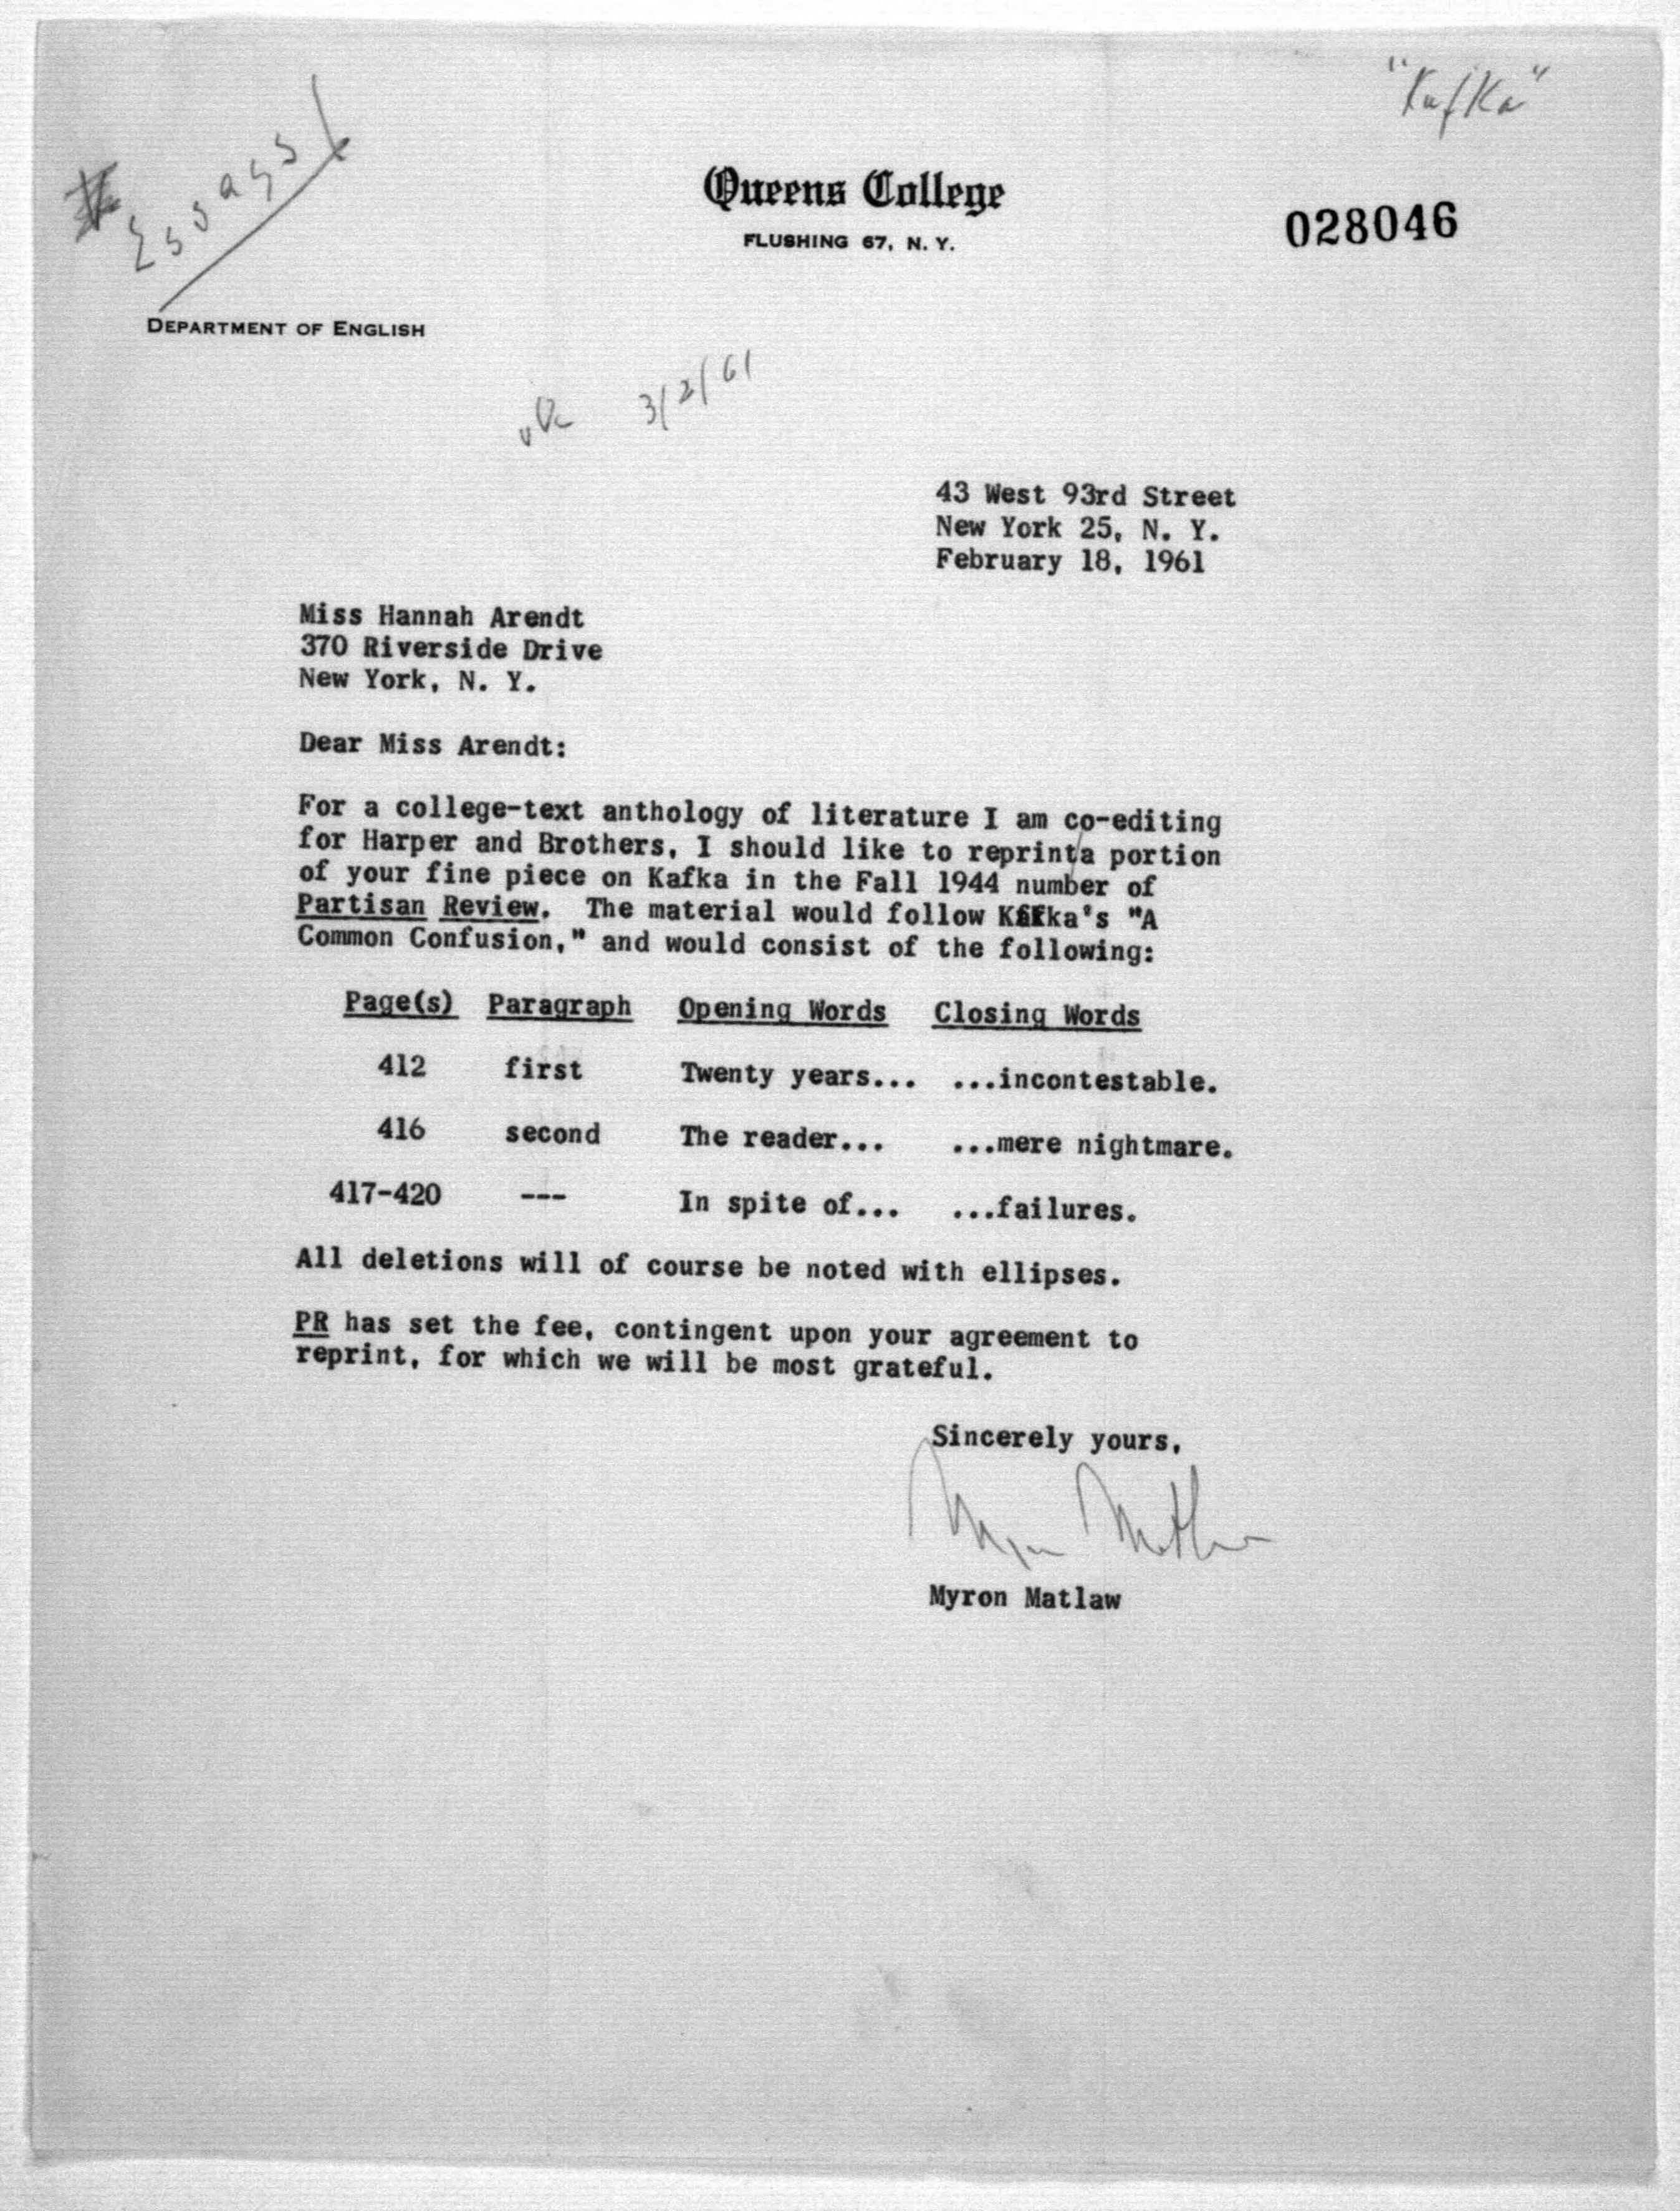 "Kafka"
Essays
Queens College
FLUSHING 67, N. Y.
028046
DEPARTMENT OF ENGLISH
3/2/61
43 West 93rd Street
New York 25, N. Y.
February 18, 1961
Miss Hannah Arendt
370 Riverside Drive
New York, N. Y.
Dear Miss Arendt:
For a college-text anthology of literature I am co-editing
for Harper and Brothers, I should like to reprint/a portion
of your fine piece on Kafka in the Fall 1944 number of
Partisan Review. The material would follow Kafka's "A
Common Confusion," and would consist of the following:
Page(s) Paragraph Opening Words Closing Words
412 first Twenty years... ...incontestable.
416 second The reader... ...mere nightmare.
417-420 --- In spite of... ...failures.
All deletions will of course be noted with ellipses.
PR has set the fee, contingent upon your agreement to
reprint, for which we will be most grateful.
Sincerely yours,
Myron Matlaw
Myron Matlaw